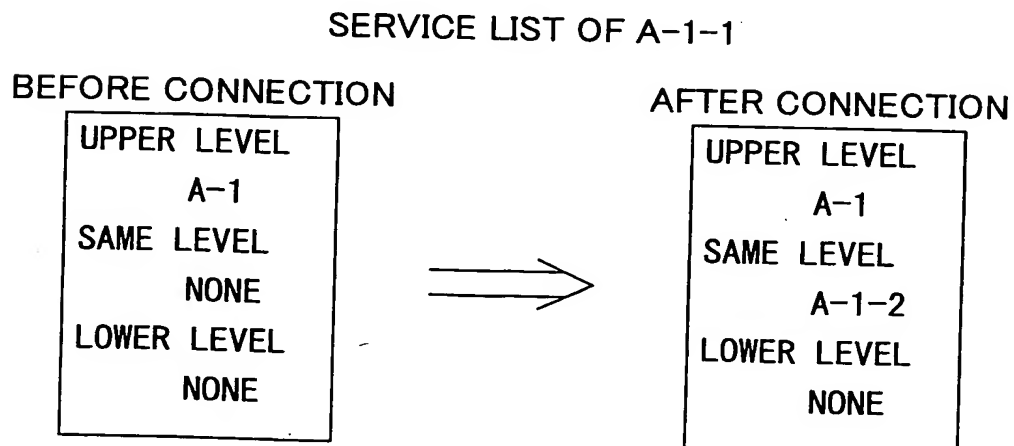 SERVICE LIST OF A-1-1
BEFORE CONNECTION
UPPER LEVEL
A-1
SAME LEVEL
NONE
LOWER LEVEL
NONE
AFTER CONNECTION
UPPER LEVEL
A-1
SAME LEVEL
A-1-2
LOWER LEVEL
NONE